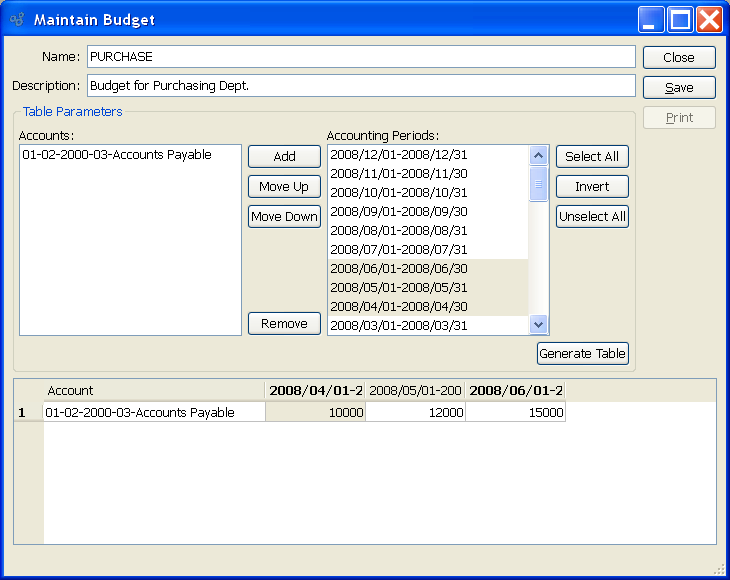 Maintain Budget
Name: PURCHASE
Close
Description: Budget for Purchasing Dept.
Save
Table Parameters
Print
Accounts:
Accounting Periods:
01-02-2000-03-Accounts Payable
Add
Move Up
Move Down
Remove
2008/12/01-2008/12/31
2008/11/01-2008/11/30
2008/10/01-2008/10/31
2008/09/01-2008/09/30
2008/08/01-2008/08/31
2008/07/01-2008/07/31
2008/06/01-2008/06/30
2008/05/01-2008/05/31
2008/04/01-2008/04/30
2008/03/01-2008/03/31
Select All
Invert
Unselect All
Generate Table
Account 2008/04/01-2 2008/05/01-200 2008/06/01-2
1 01-02-2000-03-Accounts Payable 10000 12000 15000